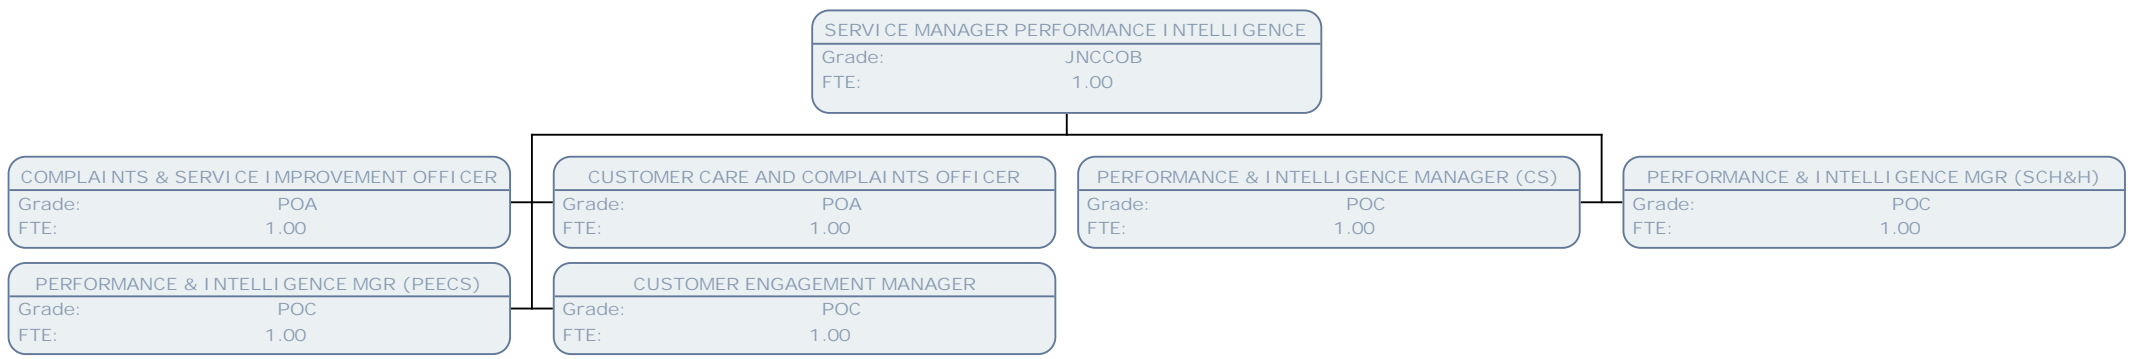 SERVICE MANAGER PERFORMANCE INTELLIGENCE
Grade: JNCCOB
FTE: 1.00
COMPLAINTS & SERVICE IMPROVEMENT OFFICER
Grade: POA
FTE: 1.00
CUSTOMER CARE AND COMPLAINTS OFFICER
Grade: POA
FTE: 1.00
PERFORMANCE & INTELLIGENCE MANAGER (CS)
Grade: POC
FTE: 1.00
PERFORMANCE & INTELLIGENCE MGR (SCH&H)
Grade: POC
FTE: 1.00
PERFORMANCE & INTELLIGENCE MGR (PEECS)
Grade: POC
FTE: 1.00
CUSTOMER ENGAGEMENT MANAGER
Grade: POC
FTE: 1.00